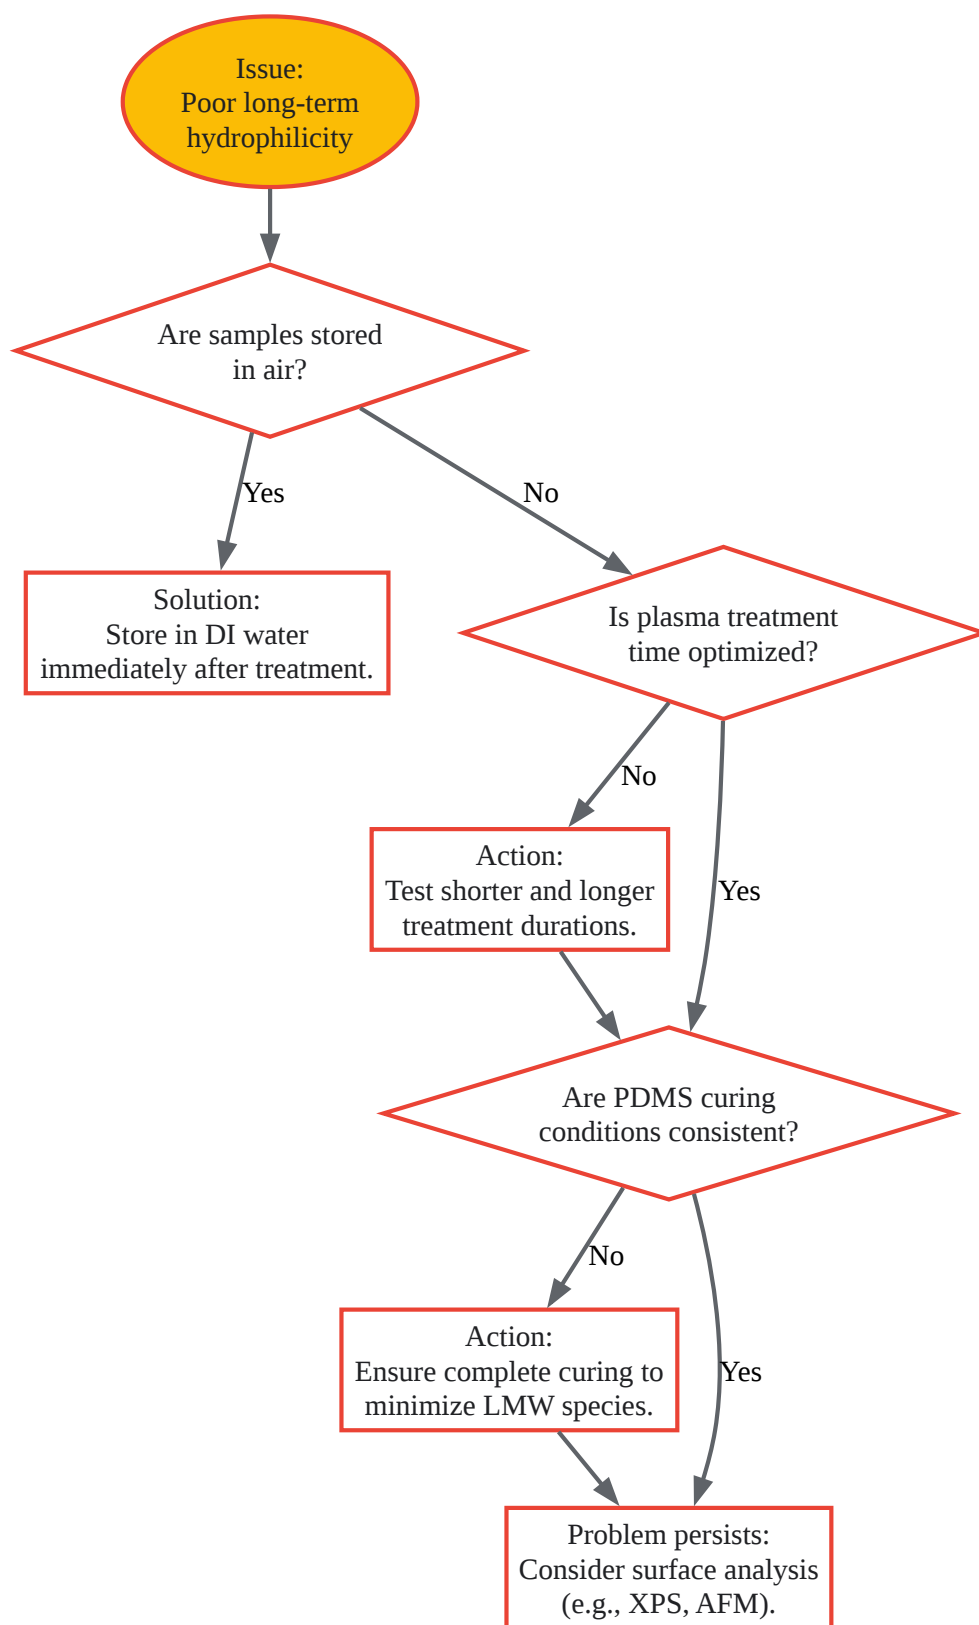 Issue:
Poor long-term
hydrophilicity
Are samples stored
in air?
Yes
No
Solution:
Store in DI water
immediately after treatment.
Is plasma treatment
time optimized?
No
Yes
Action:
Test shorter and longer
treatment durations.
Are PDMS curing
conditions consistent?
No
Yes
Action:
Ensure complete curing to
minimize LMW species.
Problem persists:
Consider surface analysis
(e.g., XPS, AFM).